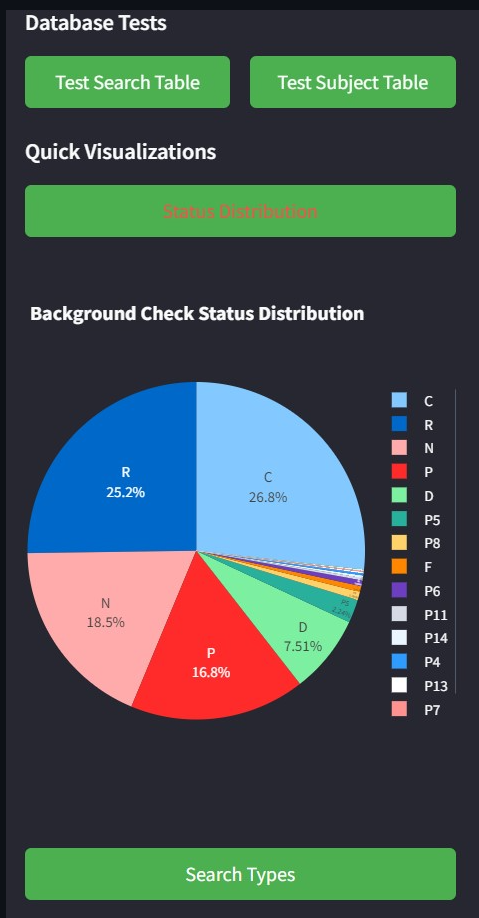 Database Tests
Test Search Table
Test Subject Table
Quick Visualizations
Status Distribution
Background Check Status Distribution
C
26.8%
R
25.2%
N
18.5%
P
16.8%
D
7.51%
P5
2.24%
C
R
N
P
D
P5
P8
F
P6
P11
P14
P4
P13
P7
Search Types